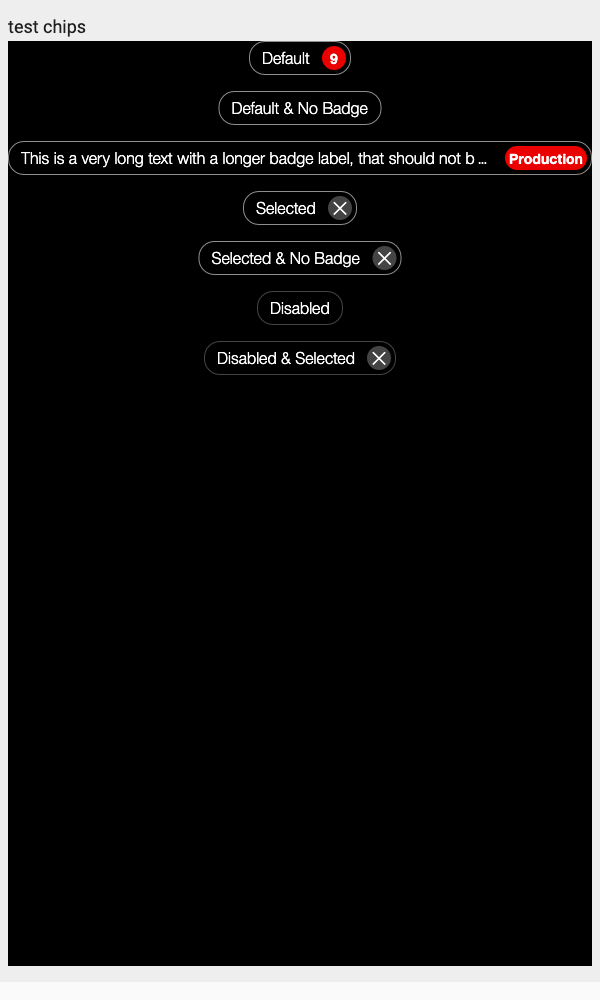 test chips
Default 9
Default & No Badge
This is a very long text with a longer badge label, that should not b ... Production
Selected
Selected & No Badge
Disabled
Disabled & Selected